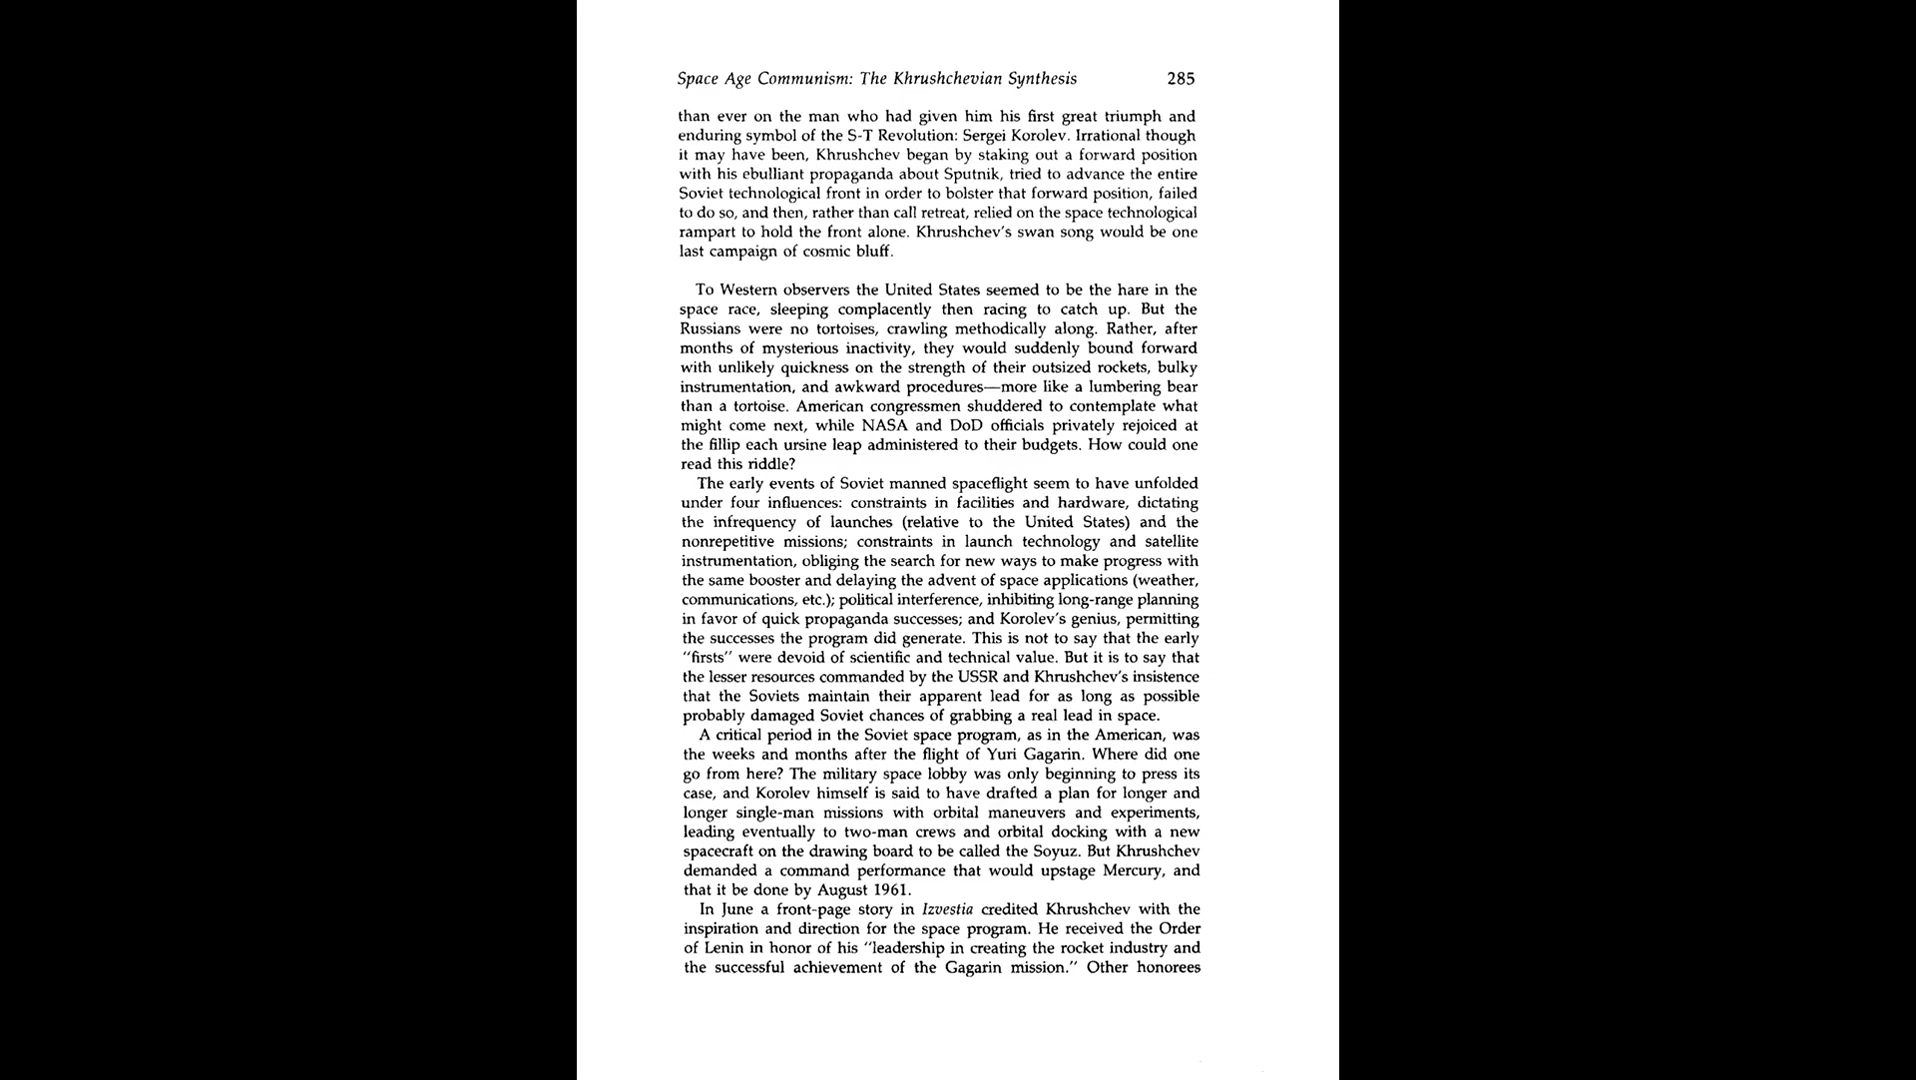 Space Age Communism: The Khrushchevian Synthesis 285
than ever on the man who had given him his first great triumph and
enduring symbol of the S-T Revolution: Sergei Korolev. Irrational though
it may have been, Khrushchev began by staking out a forward position
with his ebulliant propaganda about Sputnik, tried to advance the entire
Soviet technological front in order to bolster that forward position, failed
to do so, and then, rather than call retreat, relied on the space technological
rampart to hold the front alone. Khrushchev's swan song would be one
last campaign of cosmic bluff.
To Western observers the United States seemed to be the hare in the
space race, sleeping complacently then racing to catch up. But the
Russians were no tortoises, crawling methodically along. Rather, after
months of mysterious inactivity, they would suddenly bound forward
with unlikely quickness on the strength of their outsized rockets, bulky
instrumentation, and awkward procedures—more like a lumbering bear
than a tortoise. American congressmen shuddered to contemplate what
might come next, while NASA and DoD officials privately rejoiced at
the fillip each ursine leap administered to their budgets. How could one
read this riddle?
The early events of Soviet manned spaceflight seem to have unfolded
under four influences: constraints in facilities and hardware, dictating
the infrequency of launches (relative to the United States) and the
nonrepetitive missions; constraints in launch technology and satellite
instrumentation, obliging the search for new ways to make progress with
the same booster and delaying the advent of space applications (weather,
communications, etc.); political interference, inhibiting long-range planning
in favor of quick propaganda successes; and Korolev's genius, permitting
the successes the program did generate. This is not to say that the early
"firsts" were devoid of scientific and technical value. But it is to say that
the lesser resources commanded by the USSR and Khrushchev's insistence
that the Soviets maintain their apparent lead for as long as possible
probably damaged Soviet chances of grabbing a real lead in space.
A critical period in the Soviet space program, as in the American, was
the weeks and months after the flight of Yuri Gagarin. Where did one
go from here? The military space lobby was only beginning to press its
case, and Korolev himself is said to have drafted a plan for longer and
longer single-man missions with orbital maneuvers and experiments,
leading eventually to two-man crews and orbital docking with a new
spacecraft on the drawing board to be called the Soyuz. But Khrushchev
demanded a command performance that would upstage Mercury, and
that it be done by August 1961.
In June a front-page story in Izvestia credited Khrushchev with the
inspiration and direction for the space program. He received the Order
of Lenin in honor of his "leadership in creating the rocket industry and
the successful achievement of the Gagarin mission." Other honorees